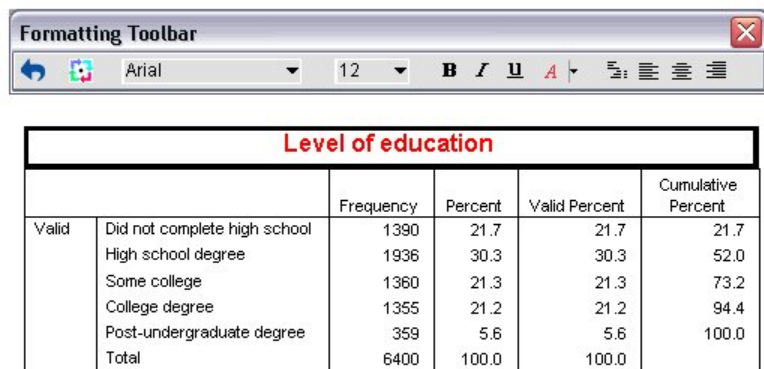 Formatting Toolbar
Arial 12 B I U A
Level of education
Frequency Percent Valid Percent Cumulative Percent
Valid Did not complete high school 1390 21.7 21.7 21.7
High school degree 1936 30.3 30.3 52.0
Some college 1360 21.3 21.3 73.2
College degree 1355 21.2 21.2 94.4
Post-undergraduate degree 359 5.6 5.6 100.0
Total 6400 100.0 100.0